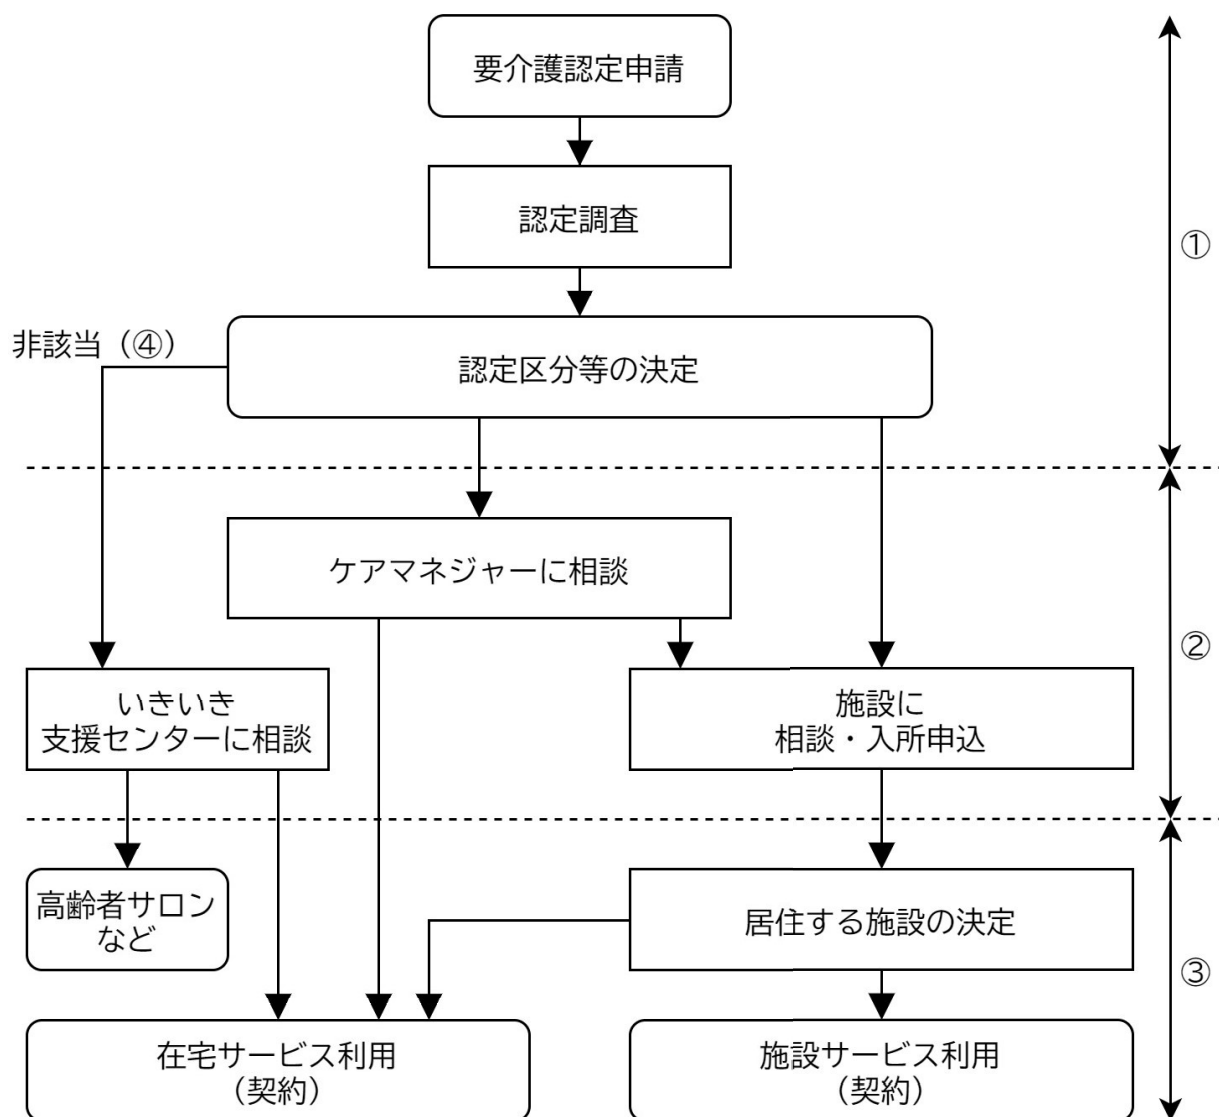 要介護認定申請
認定調査
①
非該当（④）
認定区分等の決定
ケアマネジャーに相談
②
いきいき
支援センターに相談
施設に
相談・入所申込
高齢者サロン
など
居住する施設の決定
③
在宅サービス利用
（契約）
施設サービス利用
（契約）